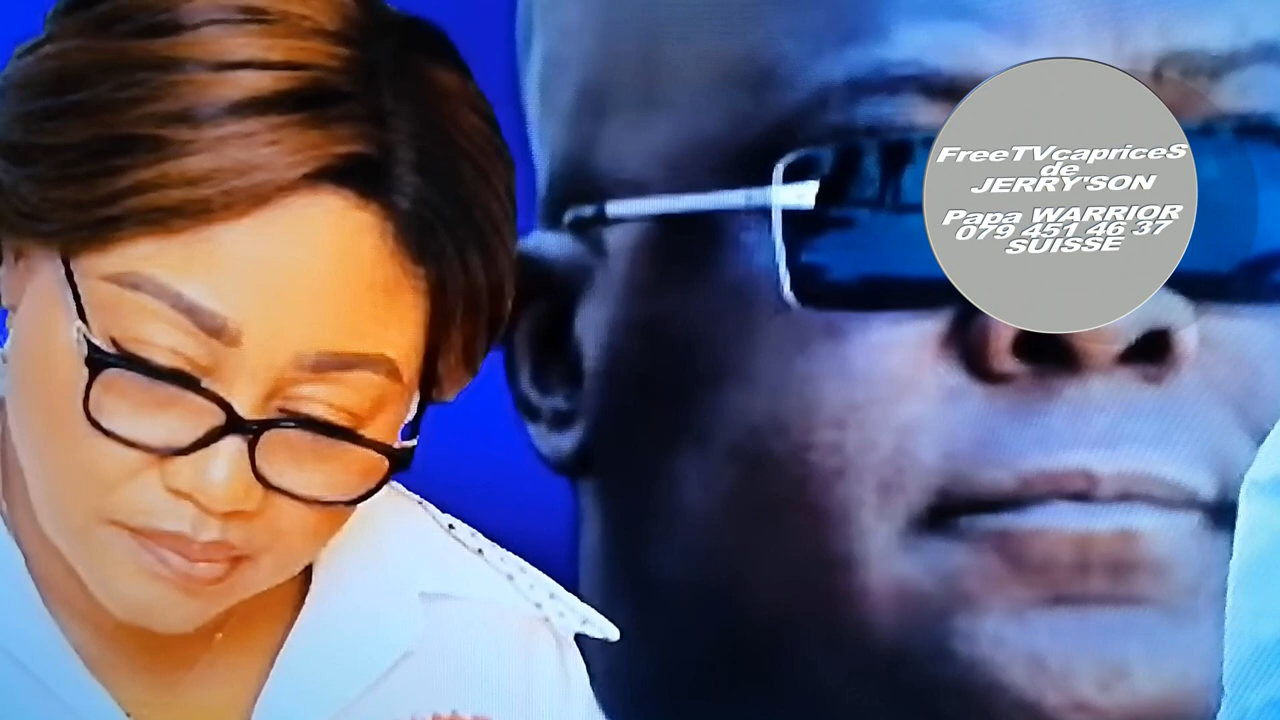 FreeTVcapriceS
de
JERRY'SON
Papa WARRIOR
079 451 46 37
SUISSE